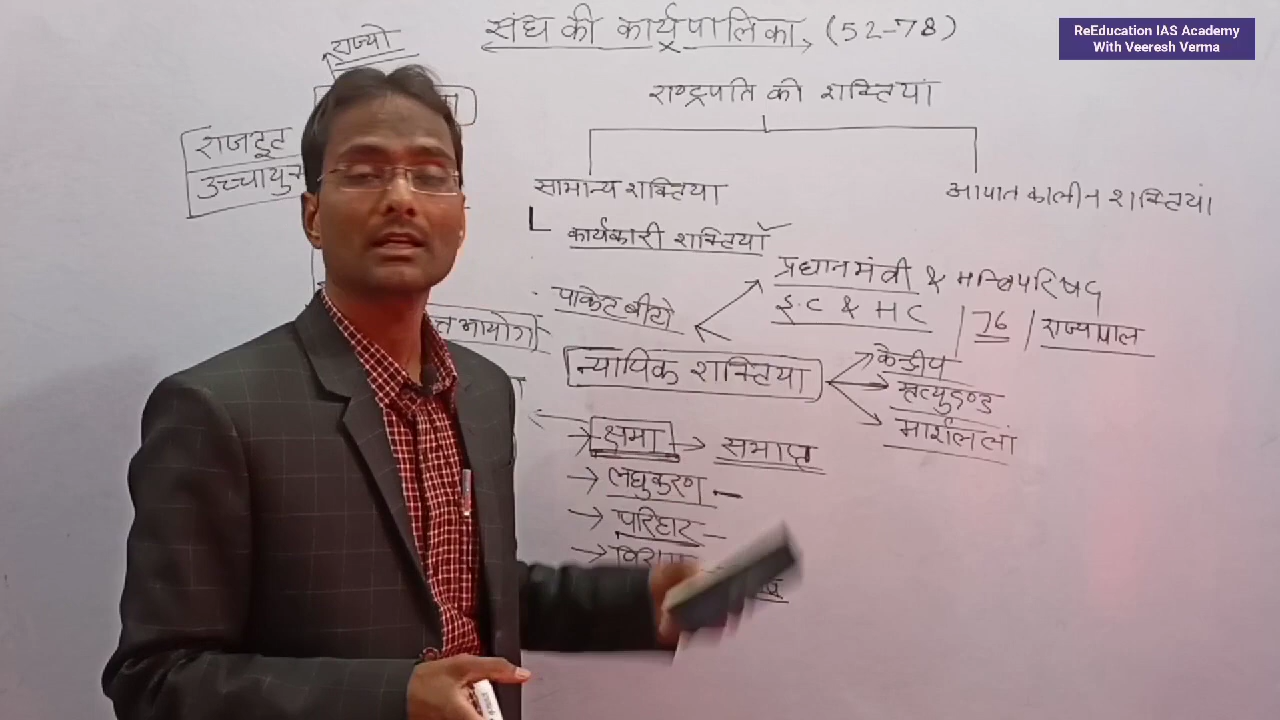 ReEducation IAS Academy
With Veeresh Verma
संघ की कार्यपालिका, (52-78)
राज्यो
राष्ट्रपति की शक्तियां
राजदूत
सामान्य शक्तिया
आपातकालीन शक्तियां
कार्यकारी शक्तियाँ
प्रधानमंत्री & मन्त्रिपरिषद
पाकेट बीटो
S.C & HC / 76 / राज्यपाल
न्यायिक शक्तिया
केन्द्रीय
मृत्युदण्ड
मार्शल लां
क्षमा → समाप्त
→ लघुकरण -
→ परिहार -